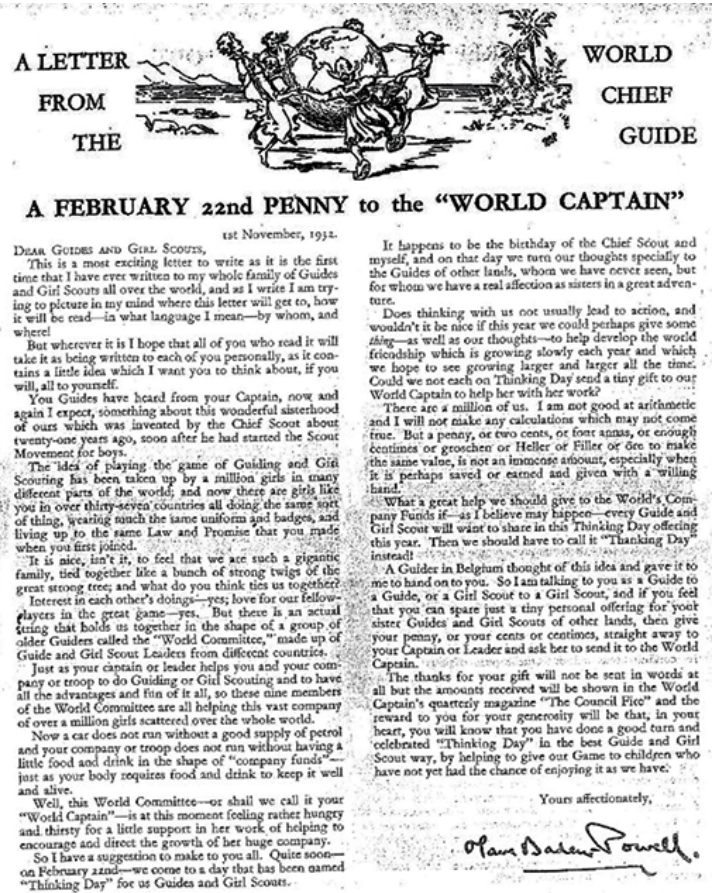 A LETTER
FROM
THE
WORLD
CHIEF
GUIDE
A FEBRUARY 22nd PENNY to the "WORLD CAPTAIN"
1st November, 1932.
DEAR GUIDES AND GIRL SCOUTS,
This is a most exciting letter to write as it is the first
time that I have ever written to my whole family of Guides
and Girl Scouts all over the world, and as I write I am try-
ing to picture in my mind where this letter will get to, how
it will be read—in what language I mean—by whom, and
where!
But wherever it is I hope that all of you who read it will
take it as being written to each of you personally, as it con-
tains a little idea which I want you to think about, if you
will, all to yourself.
You Guides have heard from your Captain, now and
again I expect, something about this wonderful sisterhood
of ours which was invented by the Chief Scout about
twenty-one years ago, soon after he had started the Scout
Movement for boys.
The idea of playing the game of Guiding and Girl
Scouting has been taken up by a million girls in many
different parts of the world; and now there are girls like
you in over thirty-seven countries all doing the same sort
of thing, wearing much the same uniform and badges, and
living up to the same Law and Promise that you made
when you first joined.
It is nice, isn't it, to feel that we are such a gigantic
family, tied together like a bunch of strong twigs of the
great strong tree; and what do you think ties us together?
Interest in each other's doings—yes; love for our fellow-
players in the great game—yes. But there is an actual
string that holds us together in the shape of a group of
older Guiders called the "World Committee," made up of
Guide and Girl Scout Leaders from different countries.
Just as your captain or leader helps you and your com-
pany or troop to do Guiding or Girl Scouting and to have
all the advantages and fun of it all, so these nine members
of the World Committee are all helping this vast company
of over a million girls scattered over the whole world.
Now a car does not run without a good supply of petrol
and your company or troop does not run without having a
little food and drink in the shape of "company funds"—
just as your body requires food and drink to keep it well
and alive.
Well, this World Committee—or shall we call it your
"World Captain"—is at this moment feeling rather hungry
and thirsty for a little support in her work of helping to
encourage and direct the growth of her huge company.
So I have a suggestion to make to you all. Quite soon—
on February 22nd—we come to a day that has been named
"Thinking Day" for us Guides and Girl Scouts.
It happens to be the birthday of the Chief Scout and
myself, and on that day we turn our thoughts specially to
the Guides of other lands, whom we have never seen, but
for whom we have a real affection as sisters in a great adven-
ture.
Does thinking with us not usually lead to action, and
wouldn't it be nice if this year we could perhaps give some
thing—as well as our thoughts—to help develop the world
friendship which is growing slowly each year and which
we hope to see growing larger and larger all the time.
Could we not each on Thinking Day send a tiny gift to our
World Captain to help her with her work?
There are a million of us. I am not good at arithmetic
and I will not make any calculations which may not come
true. But a penny, or two cents, or four annas, or enough
centimes or groschen or Heller or Filler or öre to make
the same value, is not an immense amount, especially when
it is perhaps saved or earned and given with a willing
hand.
What a great help we should give to the World's Com-
pany Funds if—as I believe may happen—every Guide and
Girl Scout will want to share in this Thinking Day offering
this year. Then we should have to call it "Thanking Day"
instead!
A Guider in Belgium thought of this idea and gave it to
me to hand on to you. So I am talking to you as a Guide to
a Guide, or a Girl Scout to a Girl Scout, and if you feel
that you can spare just a tiny personal offering for your
sister Guides and Girl Scouts of other lands, then give
your penny, or your cents or centimes, straight away to
your Captain or Leader and ask her to send it to the World
Captain.
The thanks for your gift will not be sent in words at
all but the amounts received will be shown in the World
Captain's quarterly magazine "The Council Fire" and the
reward to you for your generosity will be that, in your
heart, you will know that you have done a good turn and
celebrated "Thinking Day" in the best Guide and Girl
Scout way, by helping to give our Game to children who
have not yet had the chance of enjoying it as we have.
Yours affectionately,
Olave Baden Powell.